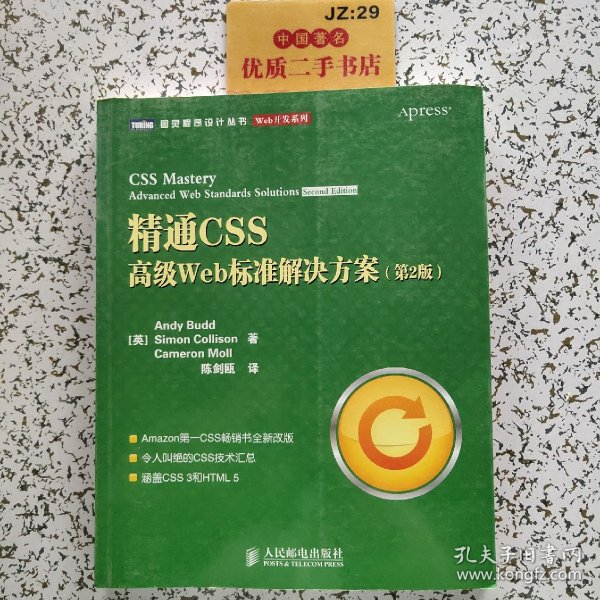 JZ:29
中国著名
优质二手书店
TURING 图灵程序设计丛书 Web开发系列
Apress®
CSS Mastery
Advanced Web Standards Solutions Second Edition
精通CSS
高级Web标准解决方案（第2版）
Andy Budd
[英] Simon Collison 著
Cameron Moll
陈剑瓯 译
Amazon第一CSS畅销书全新改版
令人叫绝的CSS技术汇总
涵盖CSS 3和HTML 5
人民邮电出版社
POSTS & TELECOM PRESS
孔夫子旧书网
www.kongfz.com